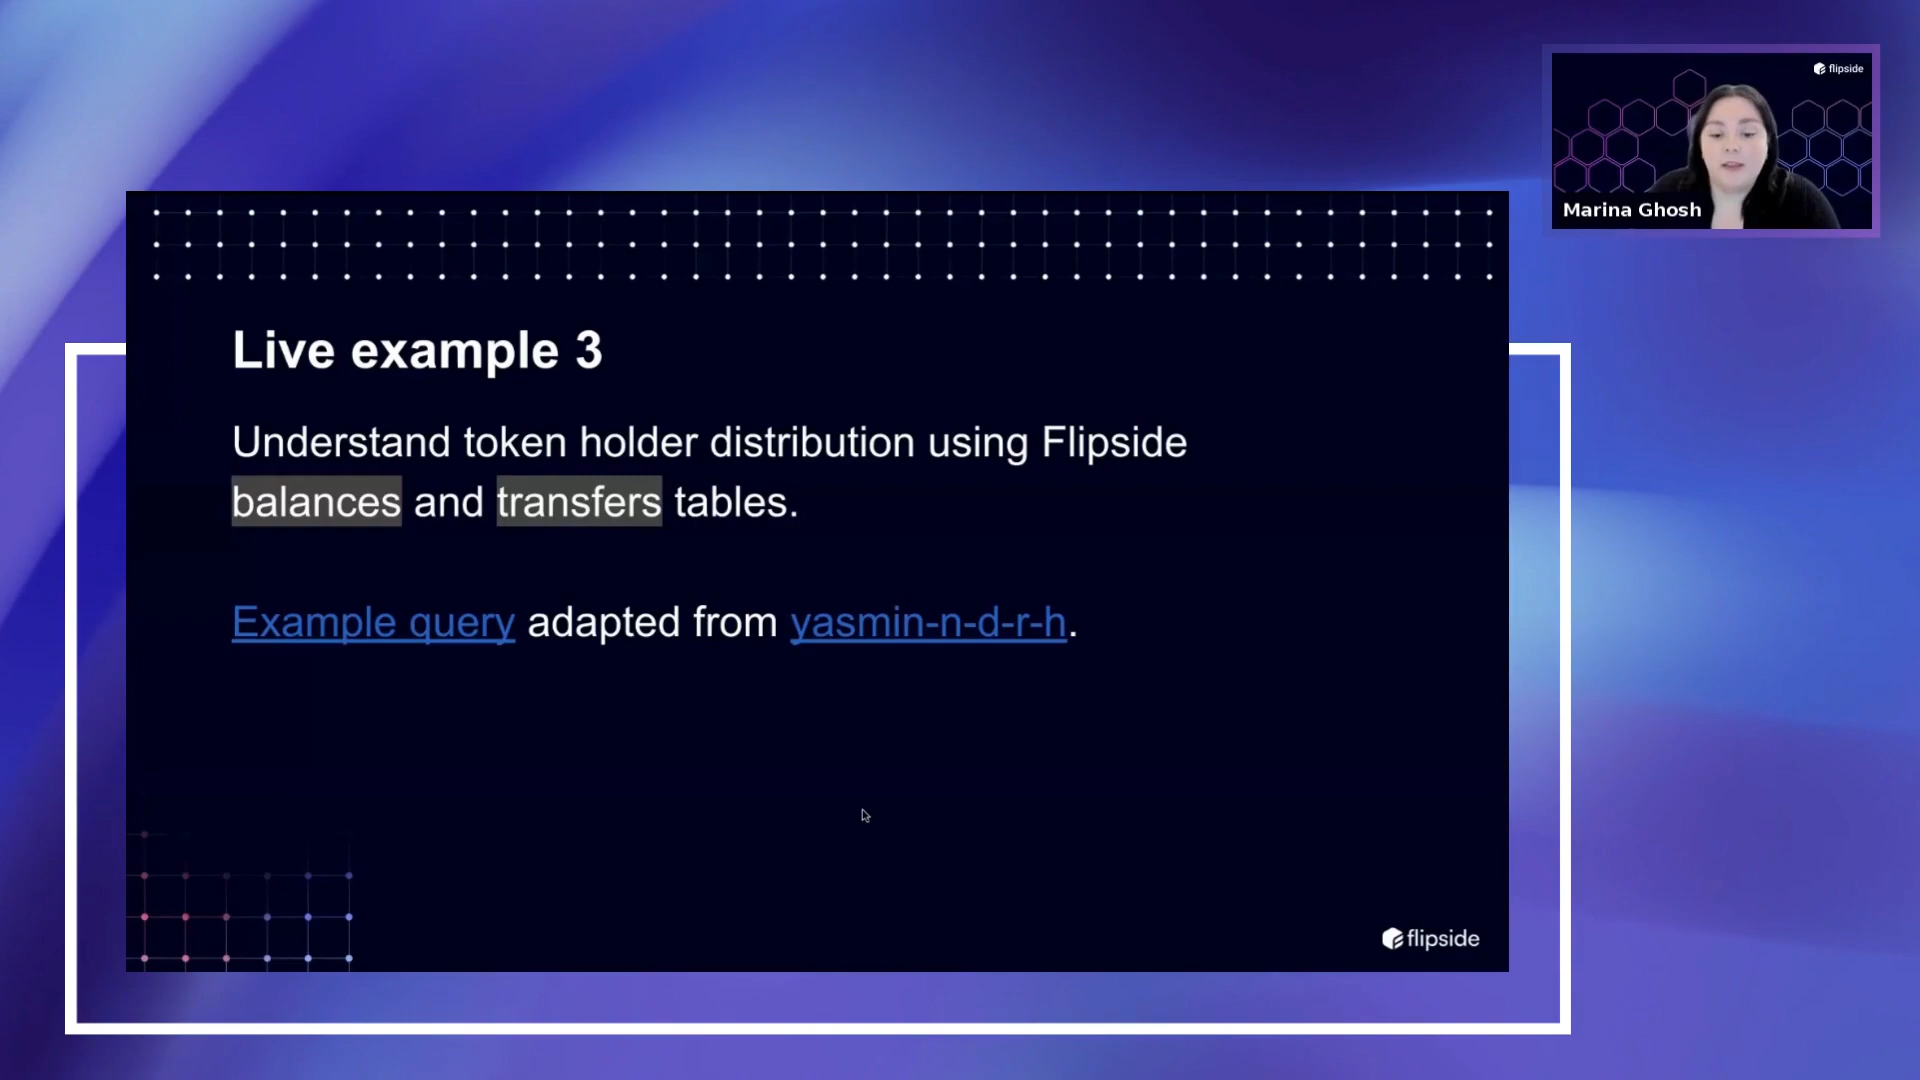 flipside
Marina Ghosh
Live example 3
Understand token holder distribution using Flipside
balances and transfers tables.
Example query adapted from yasmin-n-d-r-h.
flipside